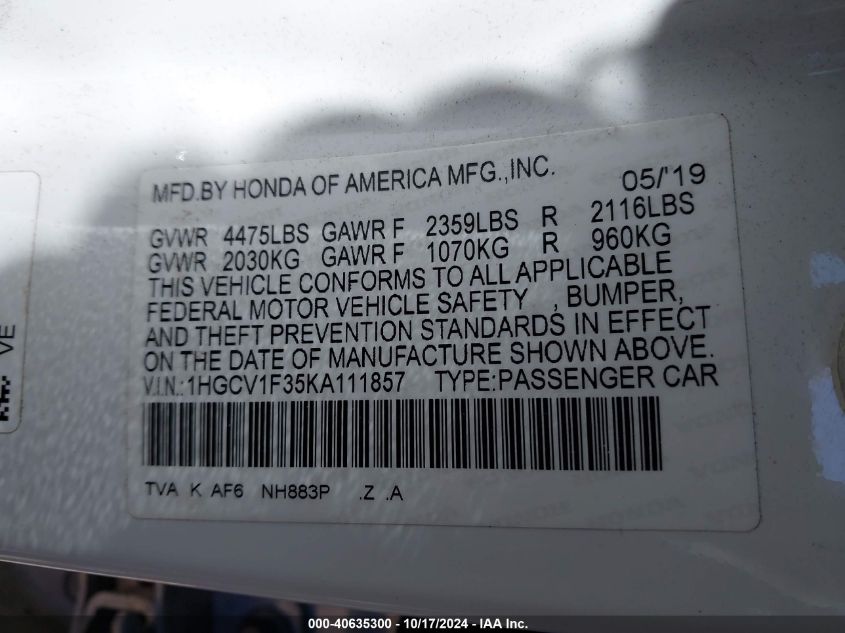 MFD.BY HONDA OF AMERICA MFG.,INC. 05/'19
GVWR 4475LBS GAWR F 2359LBS R 2116LBS
GVWR 2030KG GAWR F 1070KG R 960KG
THIS VEHICLE CONFORMS TO ALL APPLICABLE
FEDERAL MOTOR VEHICLE SAFETY , BUMPER,
AND THEFT PREVENTION STANDARDS IN EFFECT
ON THE DATE OF MANUFACTURE SHOWN ABOVE.
V.I.N.:1HGCV1F35KA111857 TYPE:PASSENGER CAR
TVA K AF6 NH883P .Z .A
VE
000-40635300 - 10/17/2024 - IAA Inc.